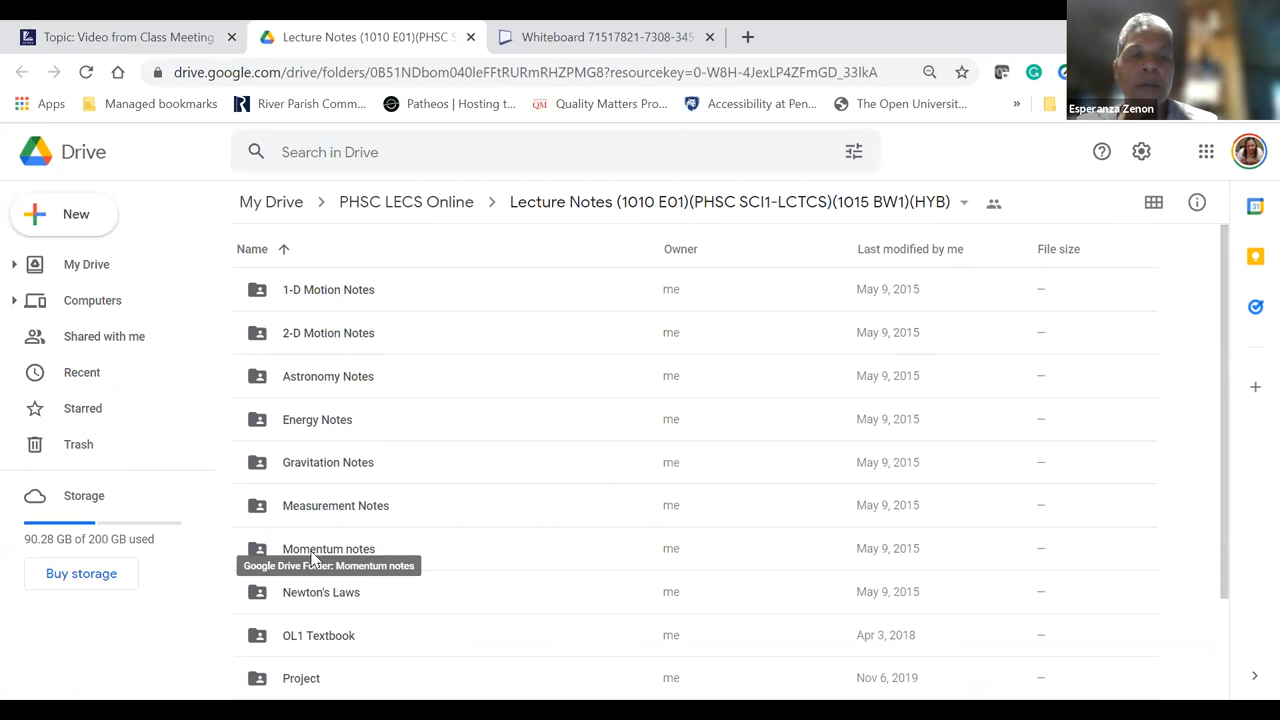 Topic: Video from Class Meeting
Lecture Notes (1010 E01)(PHSC S
Whiteboard 71517821-7308-345
drive.google.com/drive/folders/0B51NDbom040leFFtRURmRHZPMG8?resourcekey=0-W8H-4JexLP4ZFmGD_33lkA
Apps
Managed bookmarks
River Parish Comm...
Patheos | Hosting t...
QM
Quality Matters Pro...
Accessibility at Pen...
The Open Universit...
»
Esperanza Zenon
Drive
Search in Drive
New
My Drive
Computers
Shared with me
Recent
Starred
Trash
Storage
90.28 GB of 200 GB used
Buy storage
My Drive > PHSC LECS Online > Lecture Notes (1010 E01)(PHSC SCI1-LCTCS)(1015 BW1)(HYB)
Name Owner Last modified by me File size
1-D Motion Notes me May 9, 2015 —
2-D Motion Notes me May 9, 2015 —
Astronomy Notes me May 9, 2015 —
Energy Notes me May 9, 2015 —
Gravitation Notes me May 9, 2015 —
Measurement Notes me May 9, 2015 —
Momentum notes me May 9, 2015 —
Google Drive Folder: Momentum notes
Newton's Laws me May 9, 2015 —
OL1 Textbook me Apr 3, 2018 —
Project me Nov 6, 2019 —
31